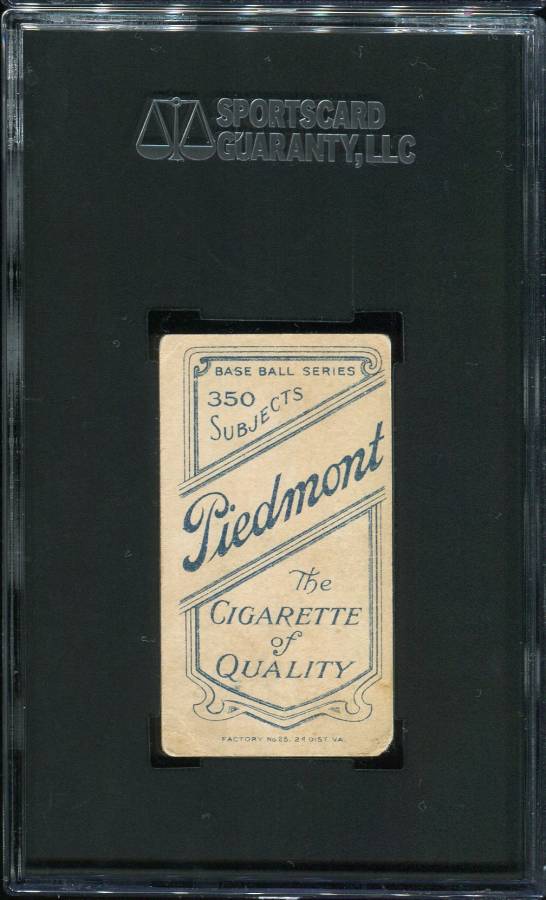 SPORTSCARD
GUARANTY, LLC
BASE BALL SERIES
350
SUBJECTS
Piedmont
The
CIGARETTE
of
QUALITY
FACTORY No 25, 2d DIST. VA.